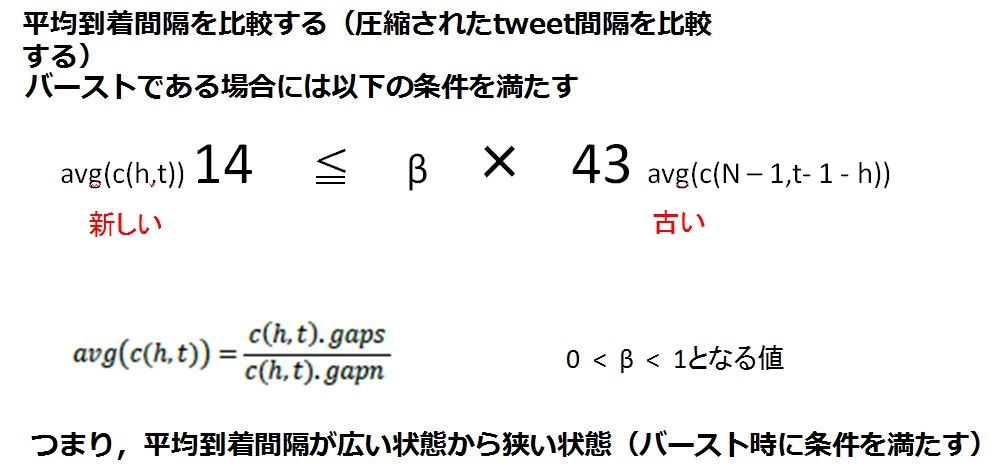 平均到着間隔を比較する（圧縮されたtweet間隔を比較
する）
バーストである場合には以下の条件を満たす
avg(c(h,t)) 14 ≦ β × 43 avg(c(N – 1,t- 1 - h))
新しい 古い
avg(c(h,t)) = c(h,t).gaps / c(h,t).gapn
0 < β < 1となる値
つまり，平均到着間隔が広い状態から狭い状態（バースト時に条件を満たす）